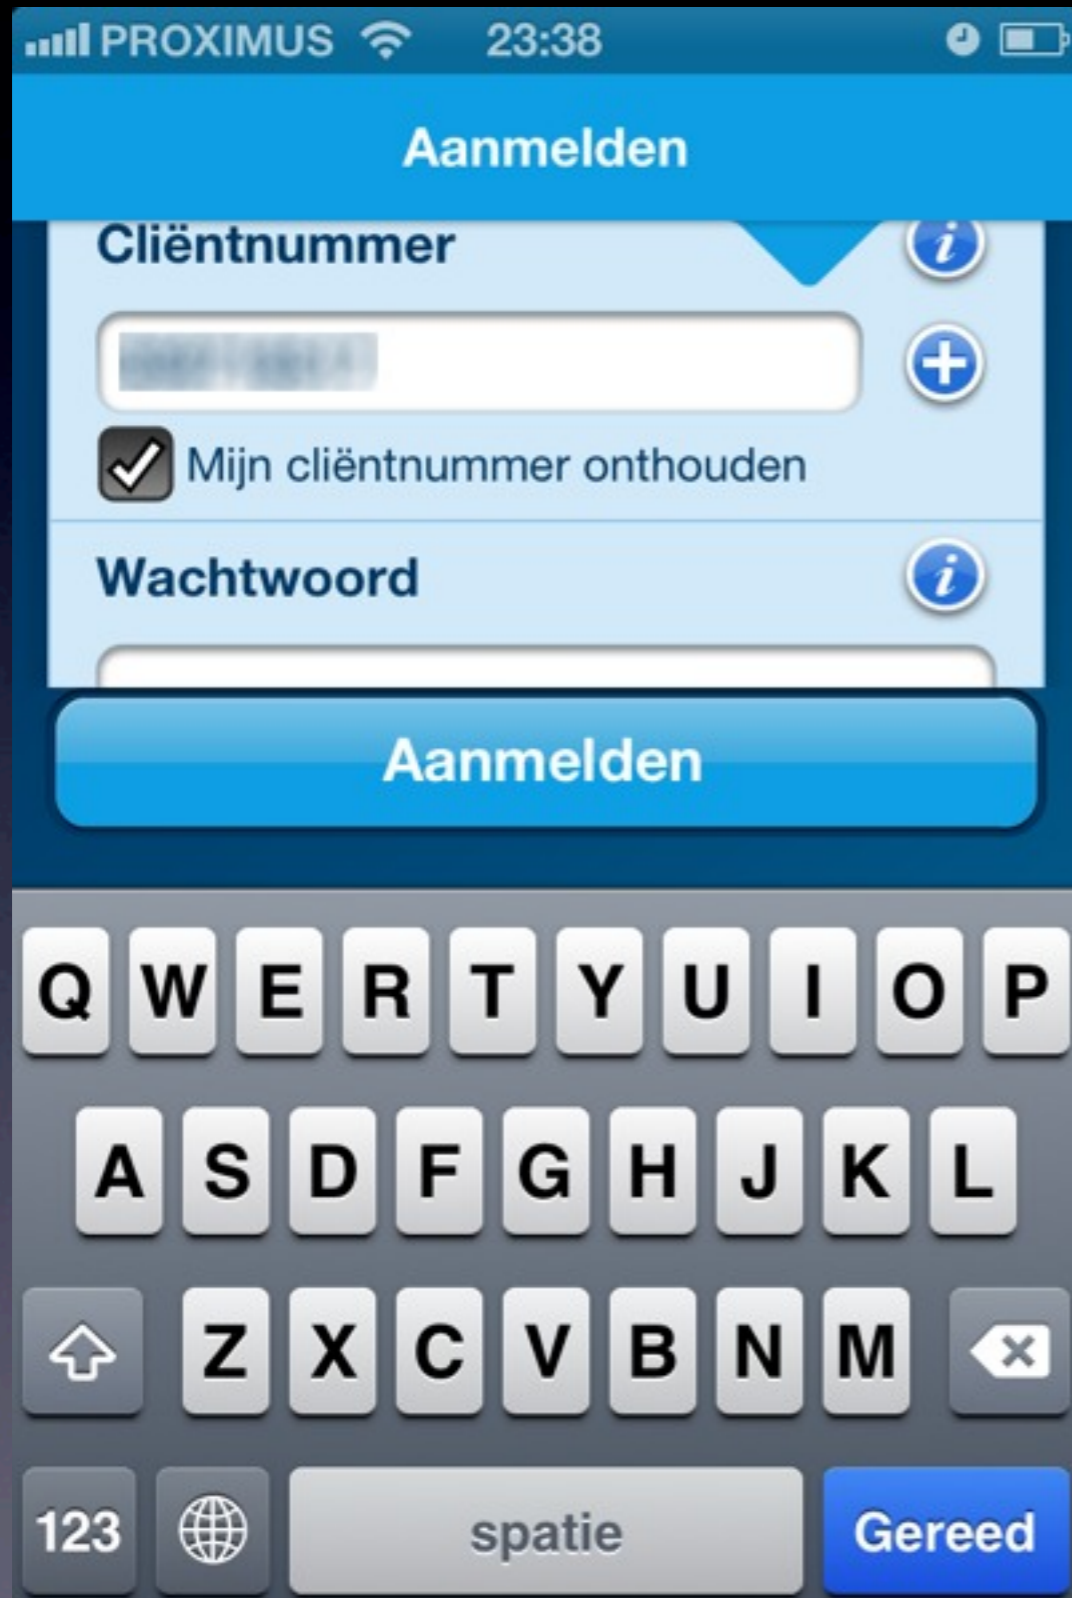 PROXIMUS 23:38
Aanmelden
Cliëntnummer
Mijn cliëntnummer onthouden
Wachtwoord
Aanmelden
Q W E R T Y U I O P
A S D F G H J K L
Z X C V B N M
123 spatie Gereed